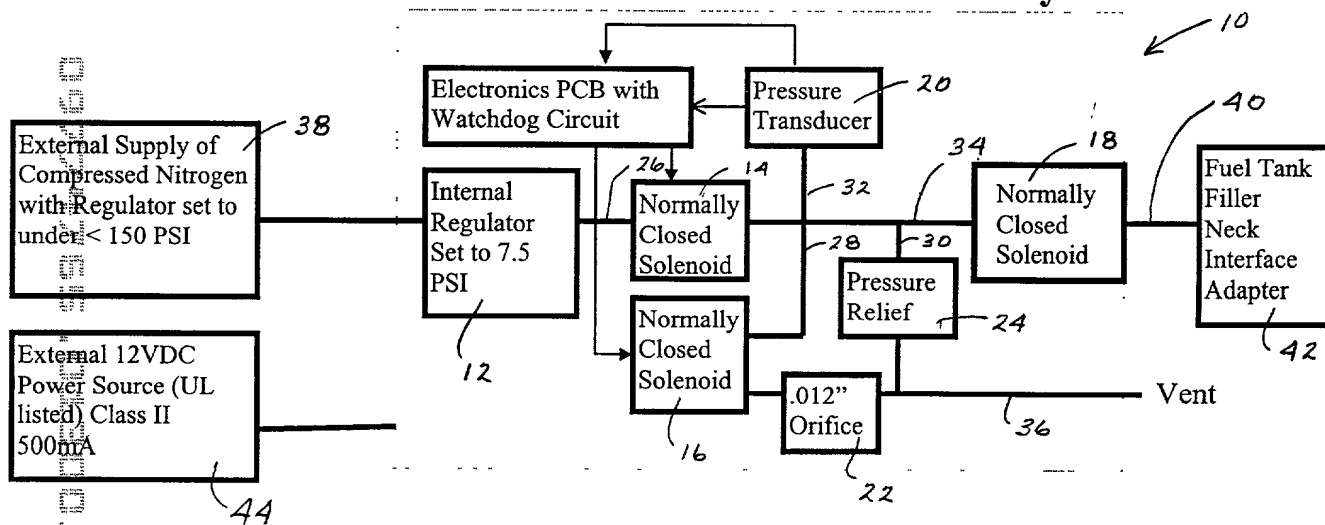 10
Electronics PCB with
Watchdog Circuit
Pressure
Transducer
20
38
External Supply of
Compressed Nitrogen
with Regulator set to
under < 150 PSI
Internal
Regulator
Set to 7.5
PSI
12
26
14
Normally
Closed
Solenoid
32
28
34
30
18
Normally
Closed
Solenoid
40
Fuel Tank
Filler
Neck
Interface
Adapter
42
Pressure
Relief
24
Normally
Closed
Solenoid
16
.012"
Orifice
22
36
Vent
External 12VDC
Power Source (UL
listed) Class II
500mA
44